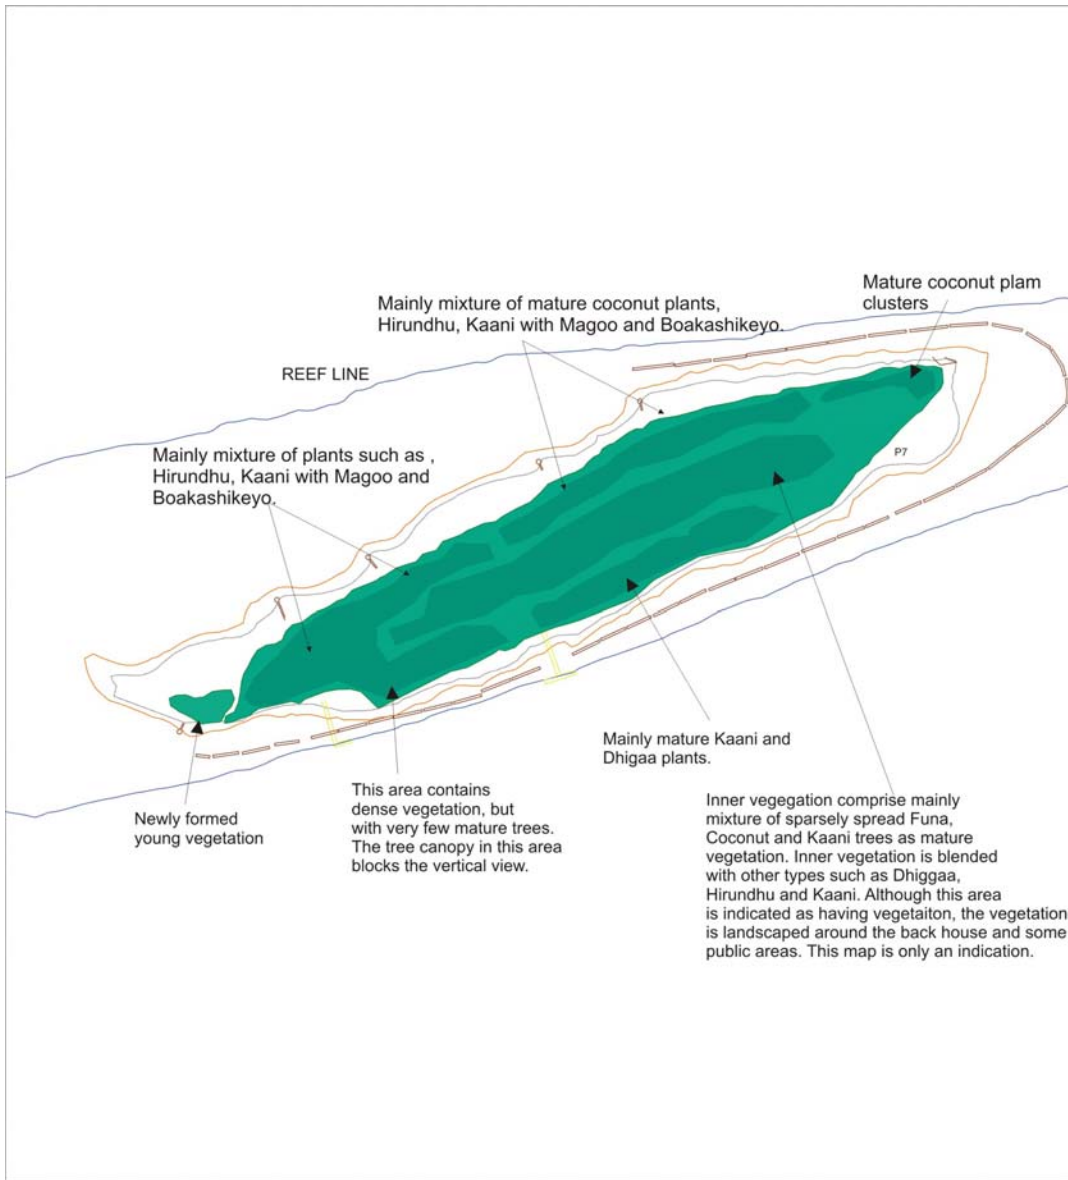 Mature coconut plam
clusters
Mainly mixture of mature coconut plants,
Hirundhu, Kaani with Magoo and Boakashikeyo.
REEF LINE
Mainly mixture of plants such as ,
Hirundhu, Kaani with Magoo and
Boakashikeyo.
P7
Mainly mature Kaani and
Dhigaa plants.
Newly formed
young vegetation
This area contains
dense vegetation, but
with very few mature trees.
The tree canopy in this area
blocks the vertical view.
Inner vegegation comprise mainly
mixture of sparsely spread Funa,
Coconut and Kaani trees as mature
vegetation. Inner vegetation is blended
with other types such as Dhiggaa,
Hirundhu and Kaani. Although this area
is indicated as having vegetaiton, the vegetation
is landscaped around the back house and some
public areas. This map is only an indication.